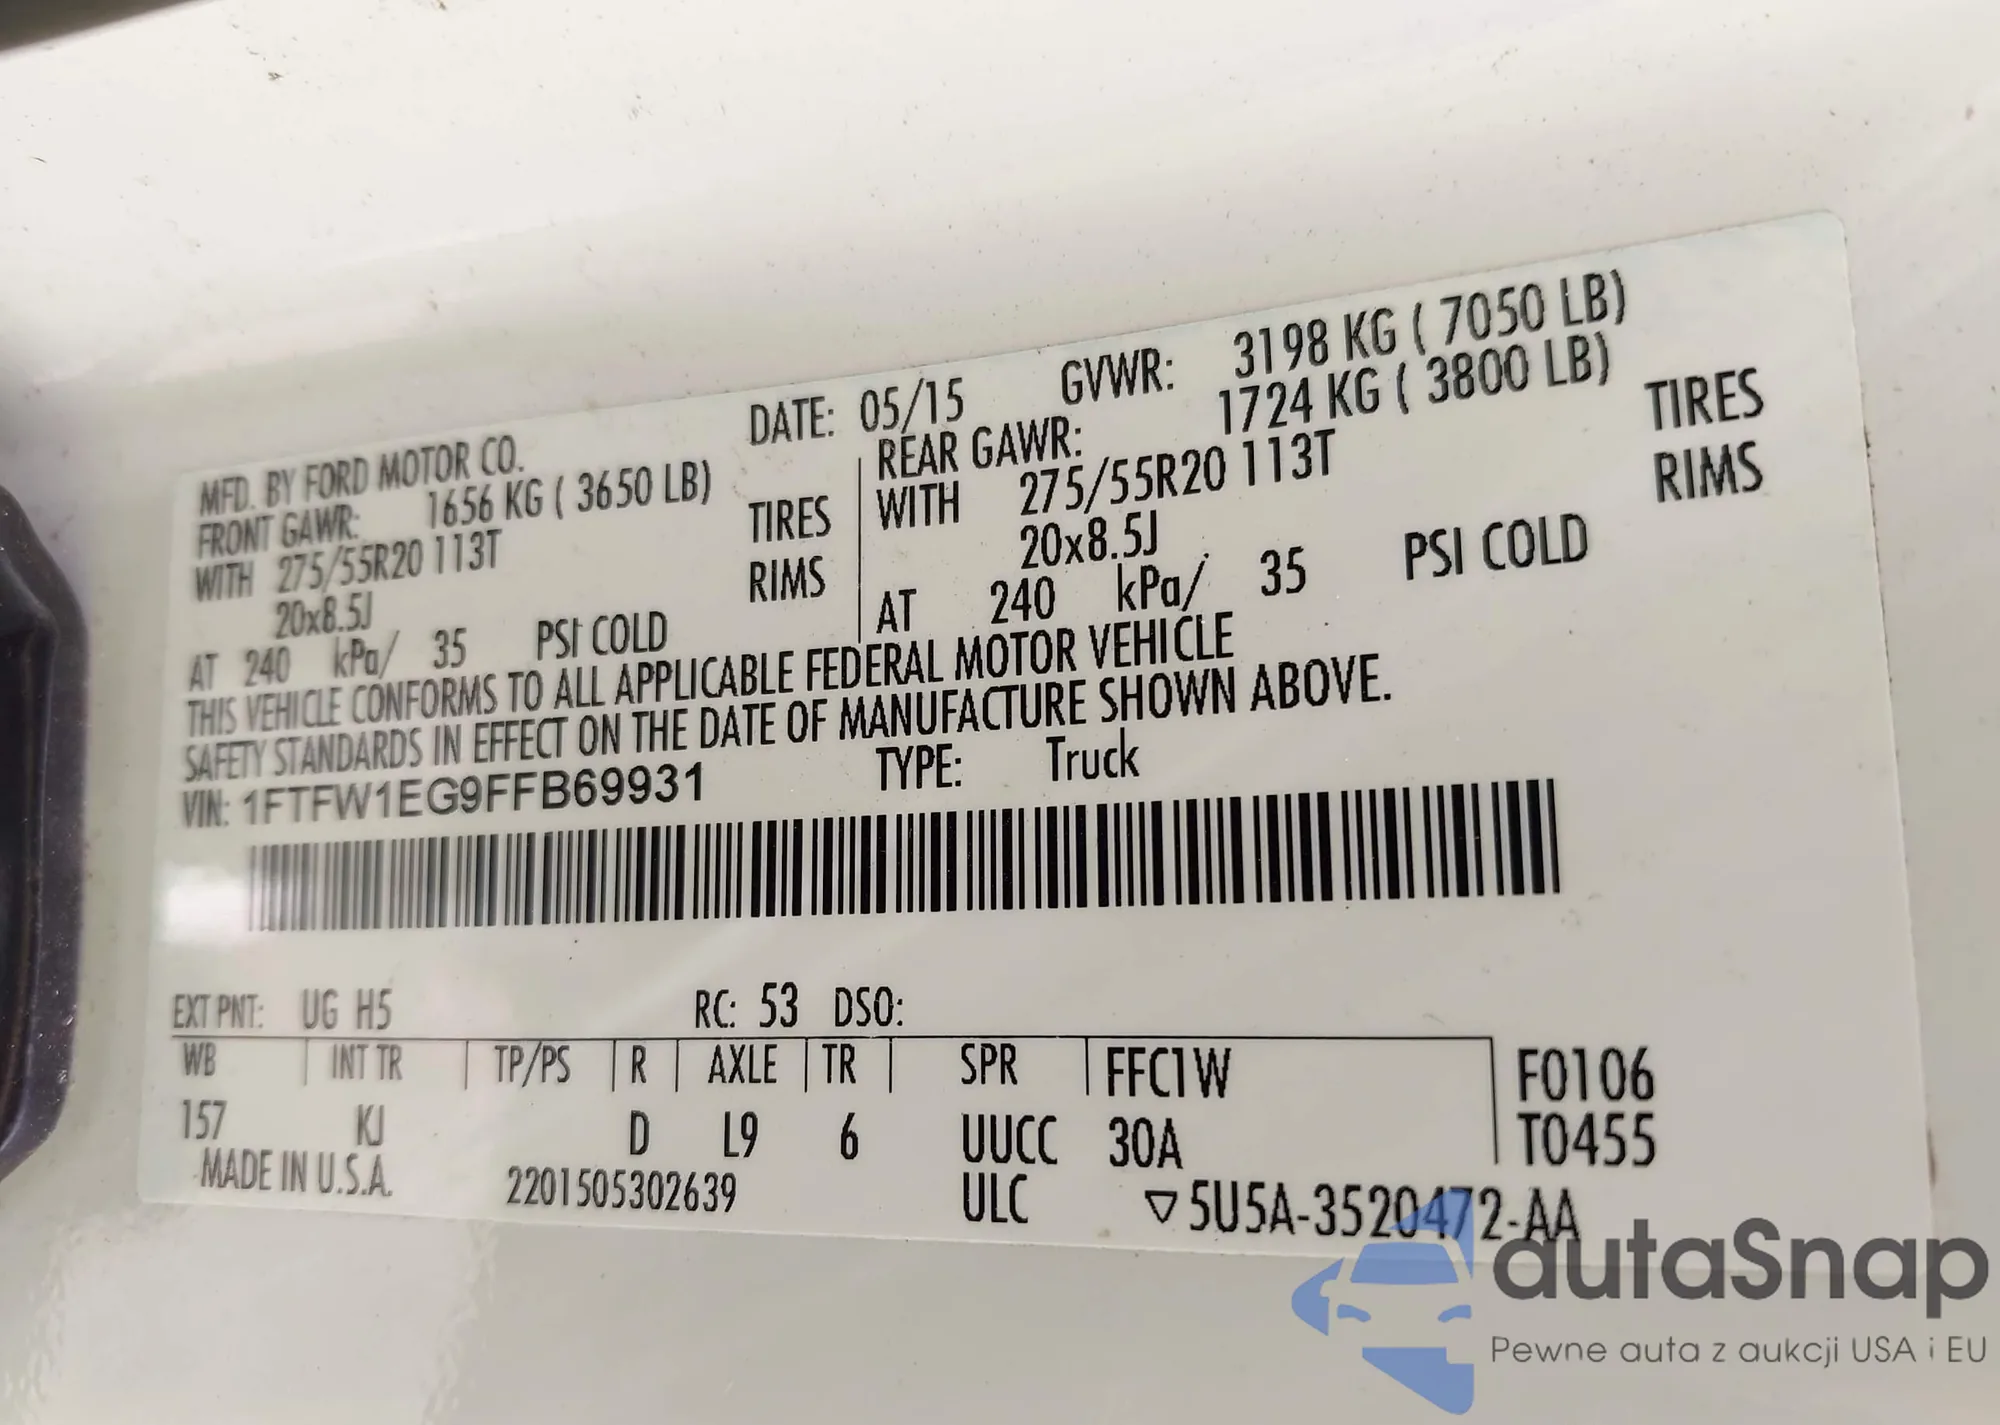 MFD. BY FORD MOTOR CO.
DATE: 05/15
GVWR: 3198 KG ( 7050 LB)
FRONT GAWR: 1656 KG ( 3650 LB)
WITH 275/55R20 113T TIRES
20x8.5J RIMS
AT 240 kPa/ 35 PSI COLD
REAR GAWR: 1724 KG ( 3800 LB)
WITH 275/55R20 113T TIRES
20x8.5J RIMS
AT 240 kPa/ 35 PSI COLD
THIS VEHICLE CONFORMS TO ALL APPLICABLE FEDERAL MOTOR VEHICLE
SAFETY STANDARDS IN EFFECT ON THE DATE OF MANUFACTURE SHOWN ABOVE.
VIN: 1FTFW1EG9FFB69931 TYPE: Truck
EXT PNT: UG H5 RC: 53 DSO:
WB INT TR TP/PS R AXLE TR SPR FFC1W F0106
157 KJ D L9 6 UUCC 30A T0455
MADE IN U.S.A. 2201505302639 ULC ▽5U5A-3520472-AA
autaSnap
Pewne auta z aukcji USA i EU